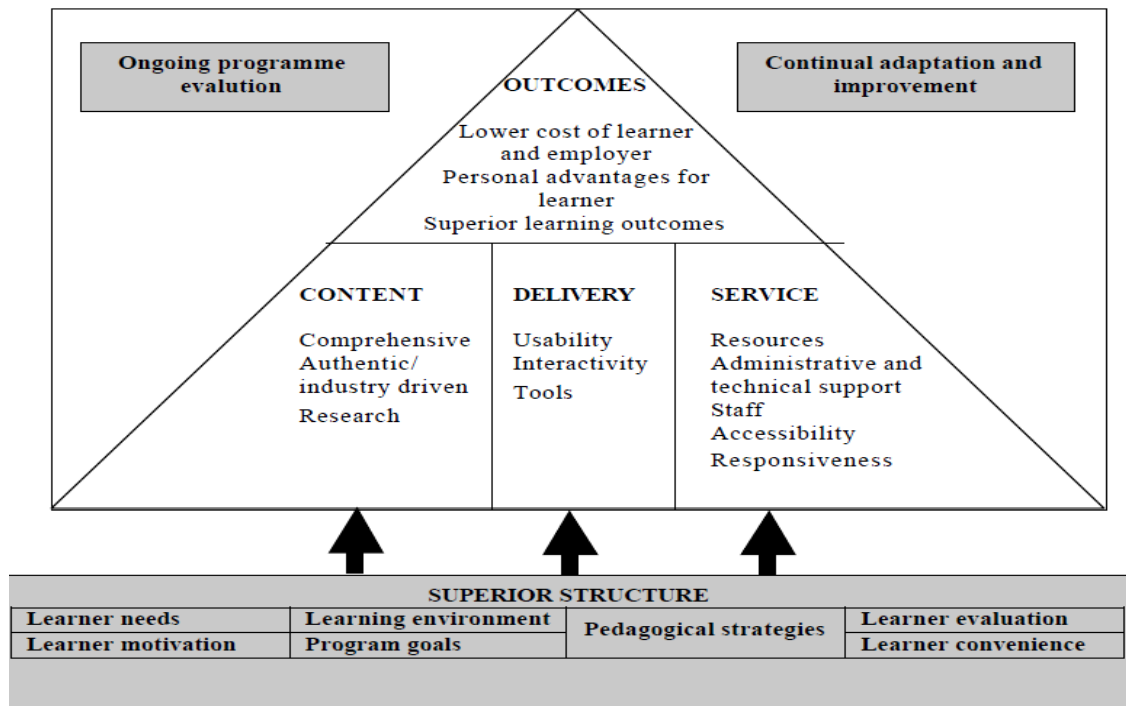 Ongoing programme
evalution
Continual adaptation and
improvement
OUTCOMES
Lower cost of learner
and employer
Personal advantages for
learner
Superior learning outcomes
CONTENT
Comprehensive
Authentic/
industry driven
Research
DELIVERY
Usability
Interactivity
Tools
SERVICE
Resources
Administrative and
technical support
Staff
Accessibility
Responsiveness
SUPERIOR STRUCTURE
Learner needs
Learning environment
Pedagogical strategies
Learner evaluation
Learner motivation
Program goals
Learner convenience